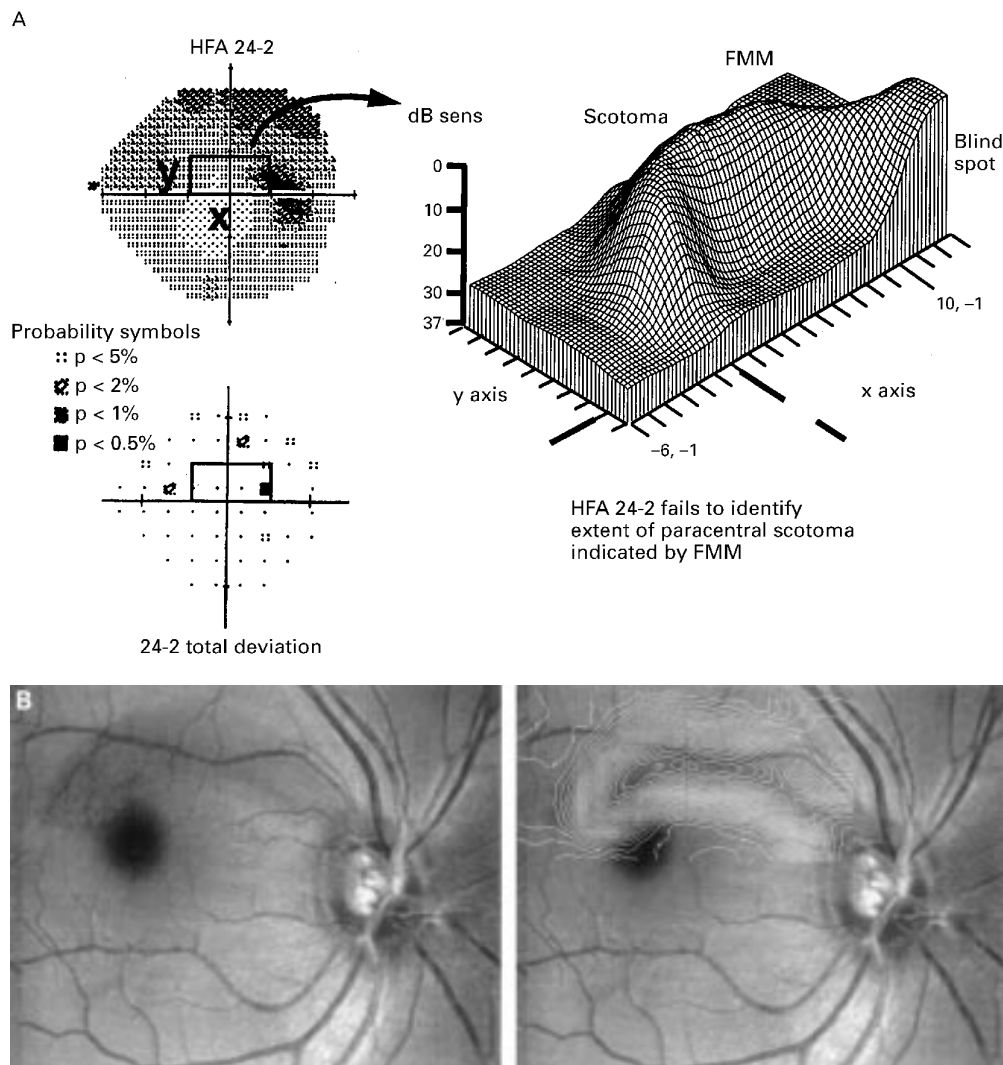 A
HFA 24-2
y
x
dB sens
FMM
Scotoma
Blind
spot
0
10
20
30
37
y axis
x axis
10, –1
–6, –1
Probability symbols
p < 5%
p < 2%
p < 1%
p < 0.5%
24-2 total deviation
HFA 24-2 fails to identify
extent of paracentral scotoma
indicated by FMM
B